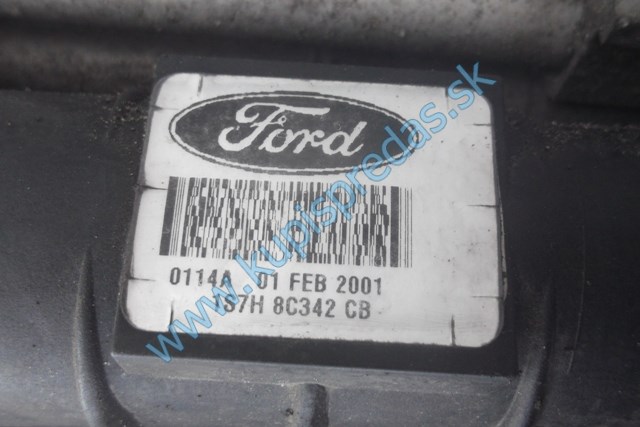 Ford
0114A 01 FEB 2001
1S7H 8C342 CB
www.kupispredas.sk